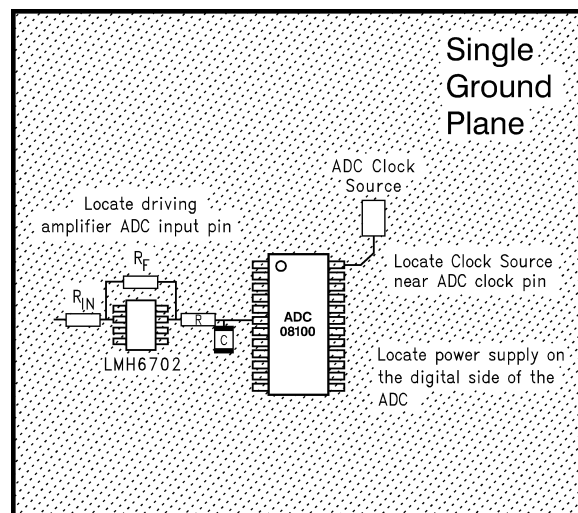 Single
Ground
Plane
ADC Clock
Source
Locate driving
amplifier ADC input pin
RF
RIN
R
C
LMH6702
ADC
08100
Locate Clock Source
near ADC clock pin
Locate power supply on
the digital side of the
ADC